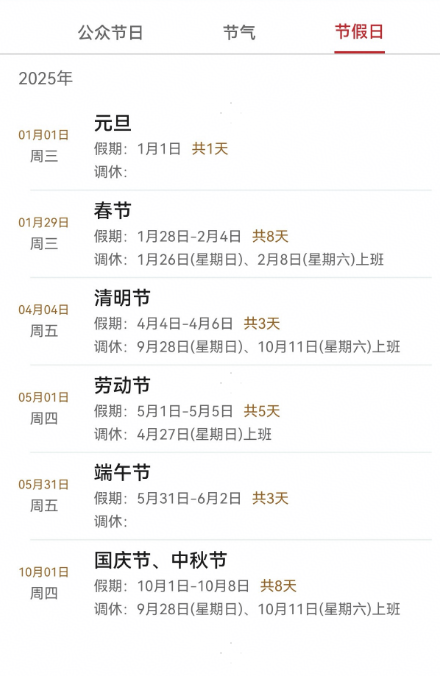 公众节日 节气 节假日
2025年
元旦
01月01日
周三
假期：1月1日 共1天
调休：
春节
01月29日
周三
假期：1月28日-2月4日 共8天
调休：1月26日(星期日)、2月8日(星期六)上班
清明节
04月04日
周五
假期：4月4日-4月6日 共3天
调休：9月28日(星期日)、10月11日(星期六)上班
劳动节
05月01日
周四
假期：5月1日-5月5日 共5天
调休：4月27日(星期日)上班
端午节
05月31日
周五
假期：5月31日-6月2日 共3天
调休：
国庆节、中秋节
10月01日
周四
假期：10月1日-10月8日 共8天
调休：9月28日(星期日)、10月11日(星期六)上班